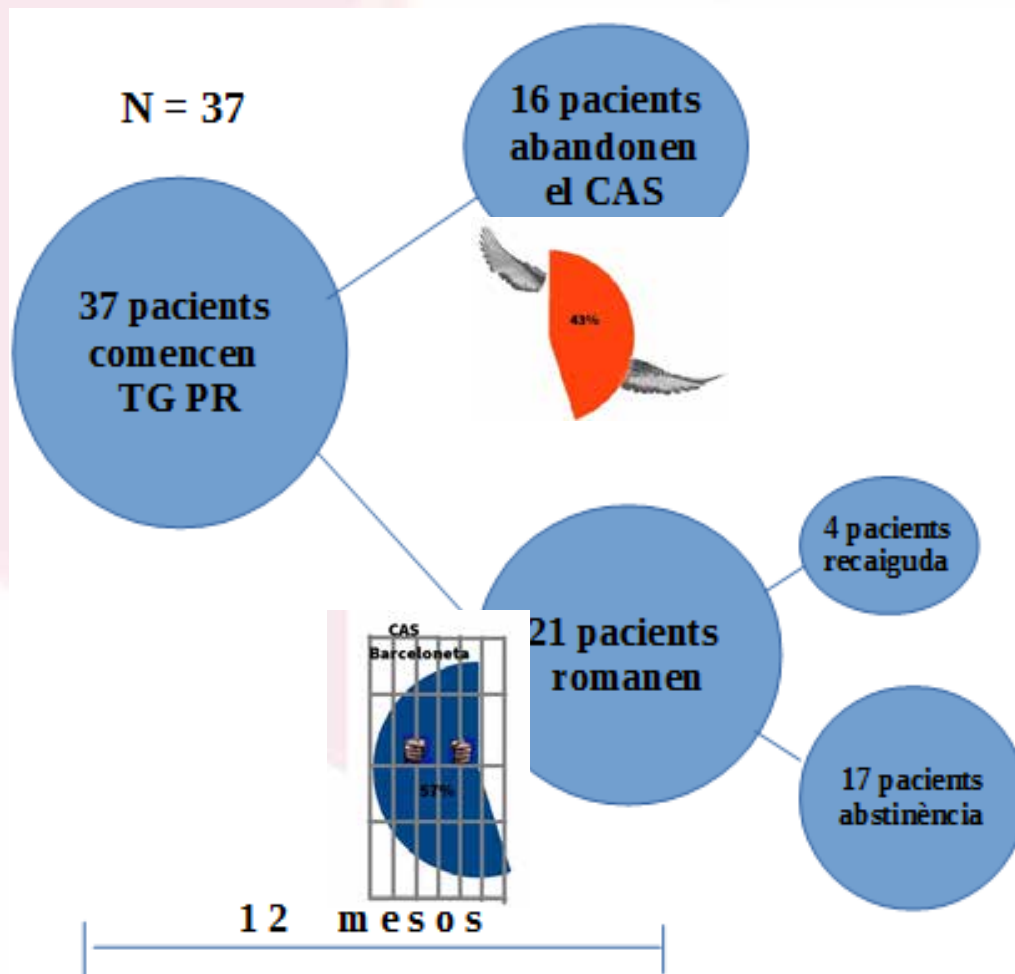 N = 37
16 pacients
abandonen
el CAS
43%
37 pacients
comencen
TG PR
4 pacients
recaiguda
21 pacients
romanen
CAS
Barceloneta
57%
17 pacients
abstinència
12 mesos